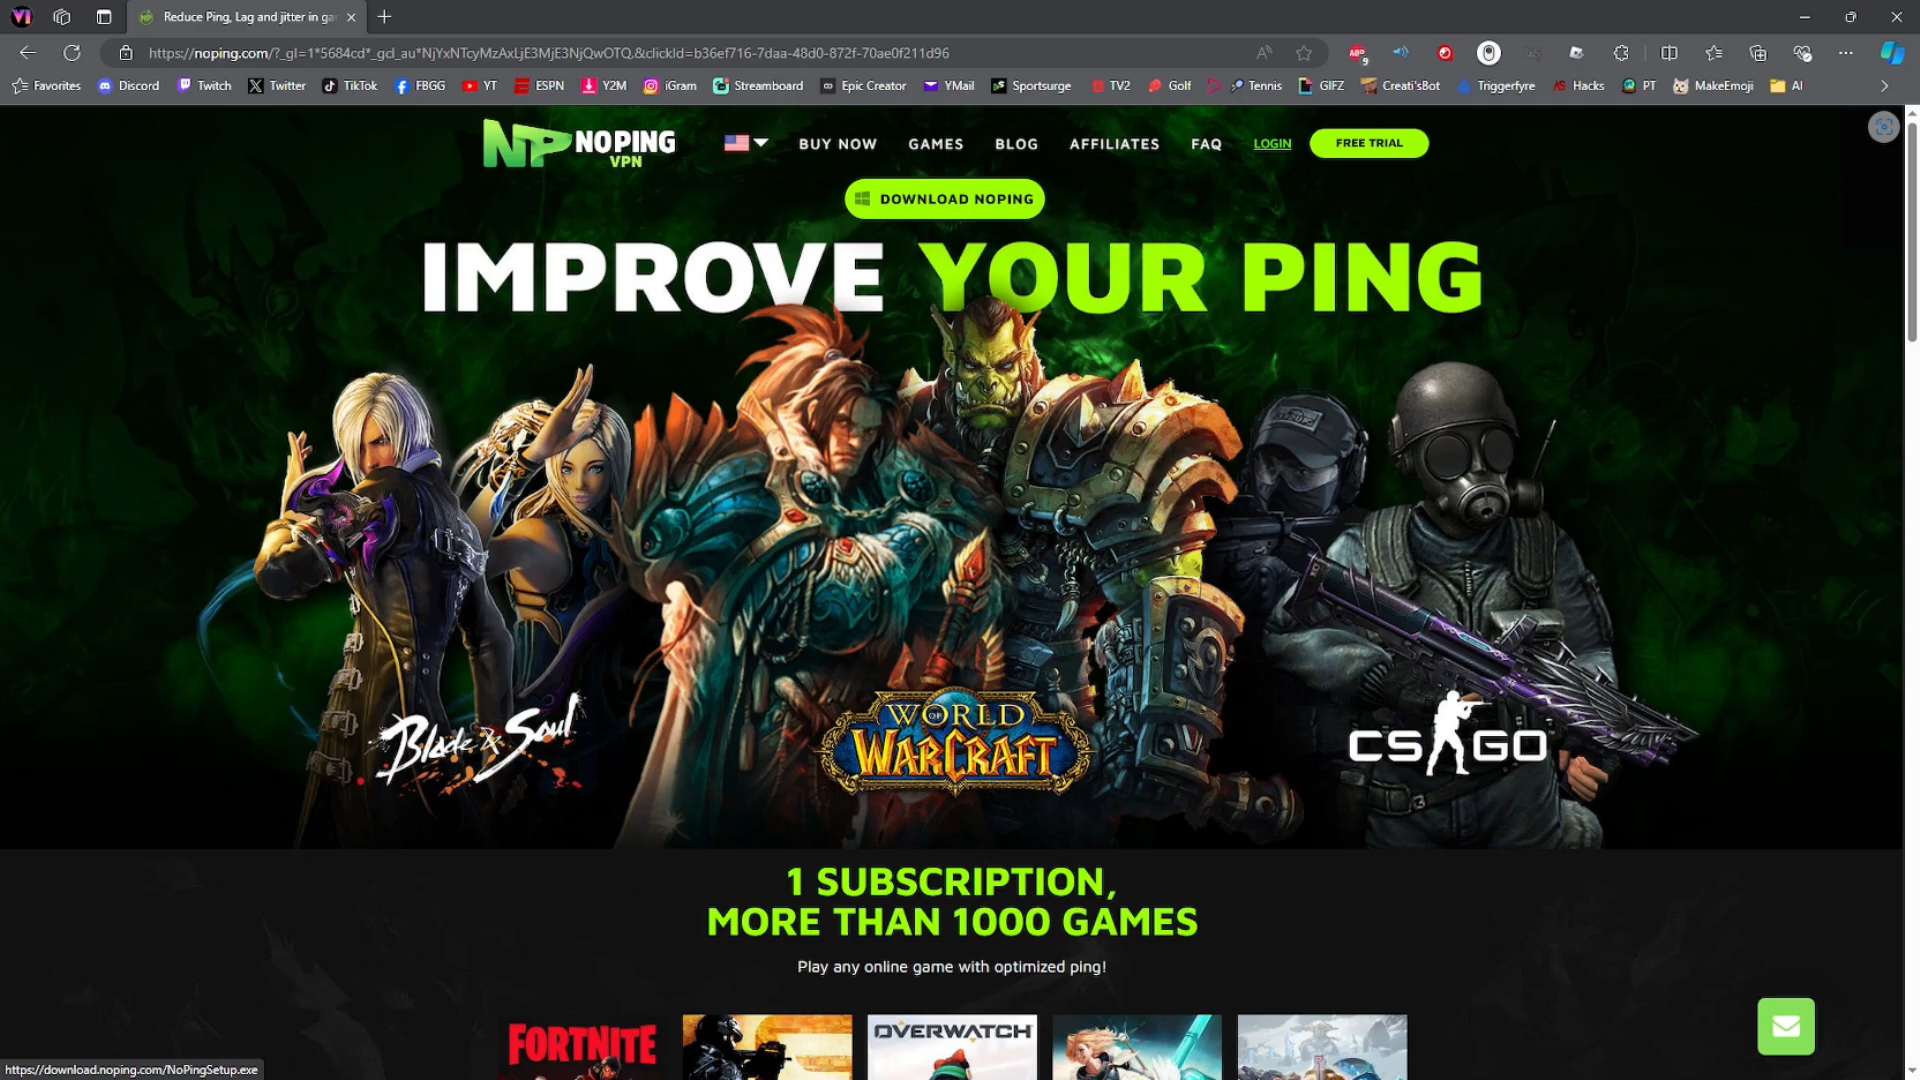 Reduce Ping, Lag and jitter in ga
https://noping.com/?_gl=1*5684cd*_gcl_au*NjYxNTcyMzAxLjE3MjE3NjQwOTQ.&clickId=b36ef716-7daa-48d0-872f-70ae0f211d96
Favorites Discord Twitch Twitter TikTok FBGG YT ESPN Y2M iGram Streamboard Epic Creator YMail Sportsurge TV2 Golf Tennis GIFZ Creati'sBot Triggerfyre Hacks PT MakeEmoji AI
NP NOPING VPN
BUY NOW GAMES BLOG AFFILIATES FAQ LOGIN FREE TRIAL
DOWNLOAD NOPING
IMPROVE YOUR PING
Blade & Soul
WORLD OF WARCRAFT
CS GO
1 SUBSCRIPTION,
MORE THAN 1000 GAMES
Play any online game with optimized ping!
FORTNITE
OVERWATCH
https://download.noping.com/NoPingSetup.exe